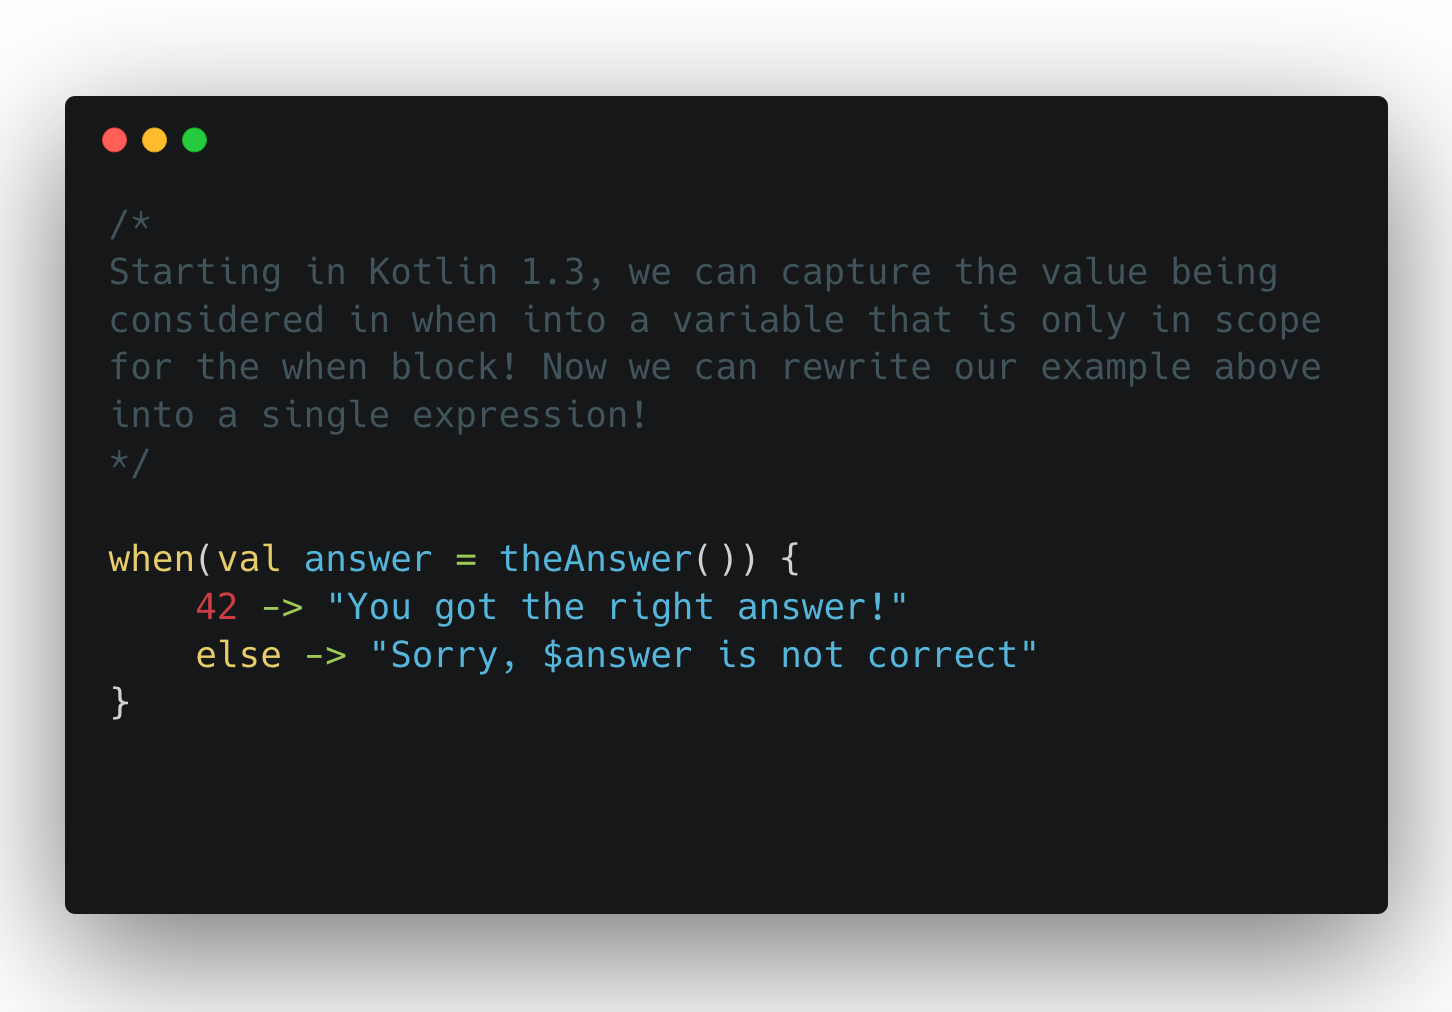 /*
Starting in Kotlin 1.3, we can capture the value being
considered in when into a variable that is only in scope
for the when block! Now we can rewrite our example above
into a single expression!
*/

when(val answer = theAnswer()) {
    42 -> "You got the right answer!"
    else -> "Sorry, $answer is not correct"
}